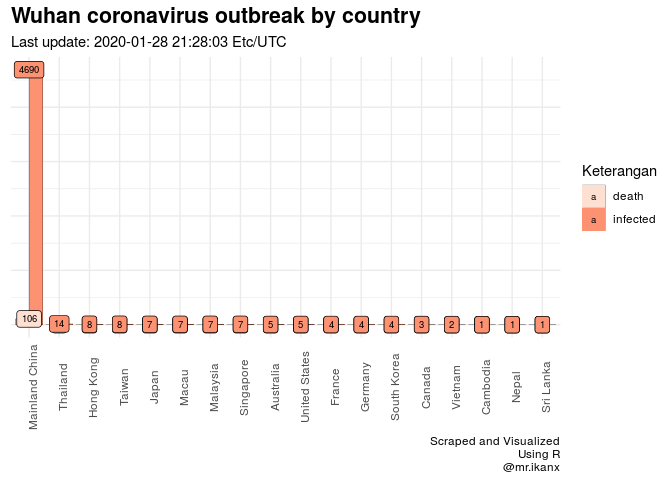 Wuhan coronavirus outbreak by country
Last update: 2020-01-28 21:28:03 Etc/UTC
4690
106
14
8
8
7
7
7
7
5
5
4
4
4
3
2
1
1
1
Mainland China
Thailand
Hong Kong
Taiwan
Japan
Macau
Malaysia
Singapore
Australia
United States
France
Germany
South Korea
Canada
Vietnam
Cambodia
Nepal
Sri Lanka
Keterangan
a death
a infected
Scraped and Visualized
Using R
@mr.ikanx